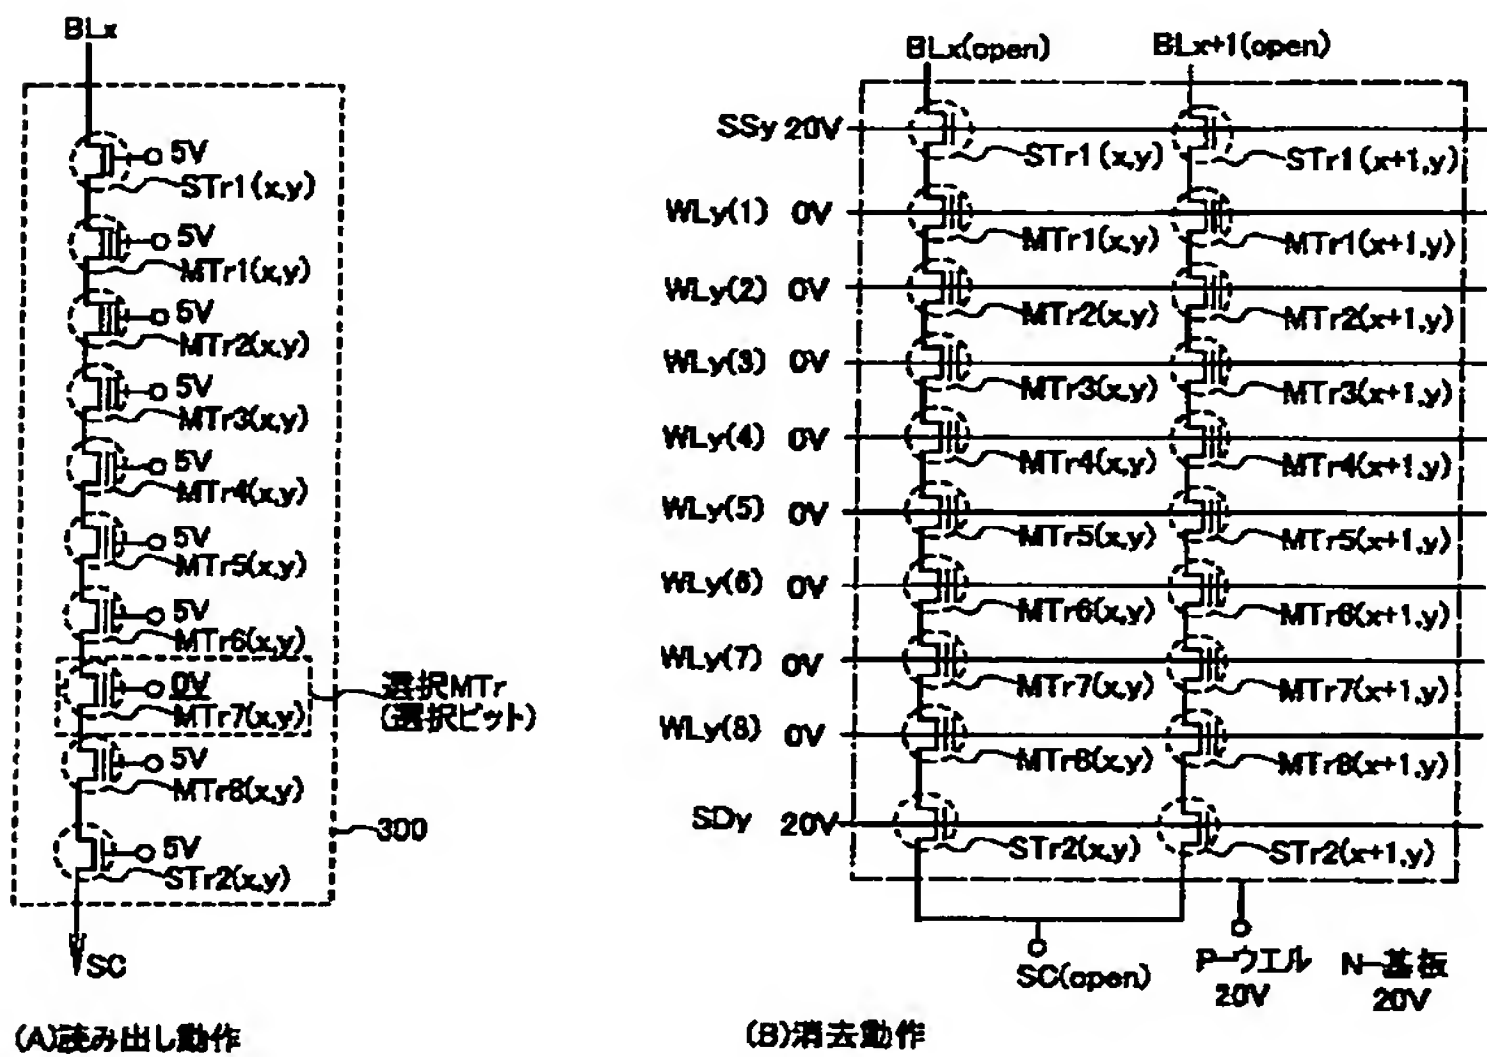 BLx
5V
STr1(x,y)
5V
MTr1(x,y)
5V
MTr2(x,y)
5V
MTr3(x,y)
5V
MTr4(x,y)
5V
MTr5(x,y)
5V
MTr6(x,y)
0V
MTr7(x,y)
選択MTr
(選択ビット)
5V
MTr8(x,y)
300
5V
STr2(x,y)
SC
(A)読み出し動作
BLx(open) BLx+1(open)
SSy 20V
STr1(x,y) STr1(x+1,y)
WLy(1) 0V
MTr1(x,y) MTr1(x+1,y)
WLy(2) 0V
MTr2(x,y) MTr2(x+1,y)
WLy(3) 0V
MTr3(x,y) MTr3(x+1,y)
WLy(4) 0V
MTr4(x,y) MTr4(x+1,y)
WLy(5) 0V
MTr5(x,y) MTr5(x+1,y)
WLy(6) 0V
MTr6(x,y) MTr6(x+1,y)
WLy(7) 0V
MTr7(x,y) MTr7(x+1,y)
WLy(8) 0V
MTr8(x,y) MTr8(x+1,y)
SDy 20V
STr2(x,y) STr2(x+1,y)
SC(open)
P-ウエル N-基板
20V 20V
(B)消去動作